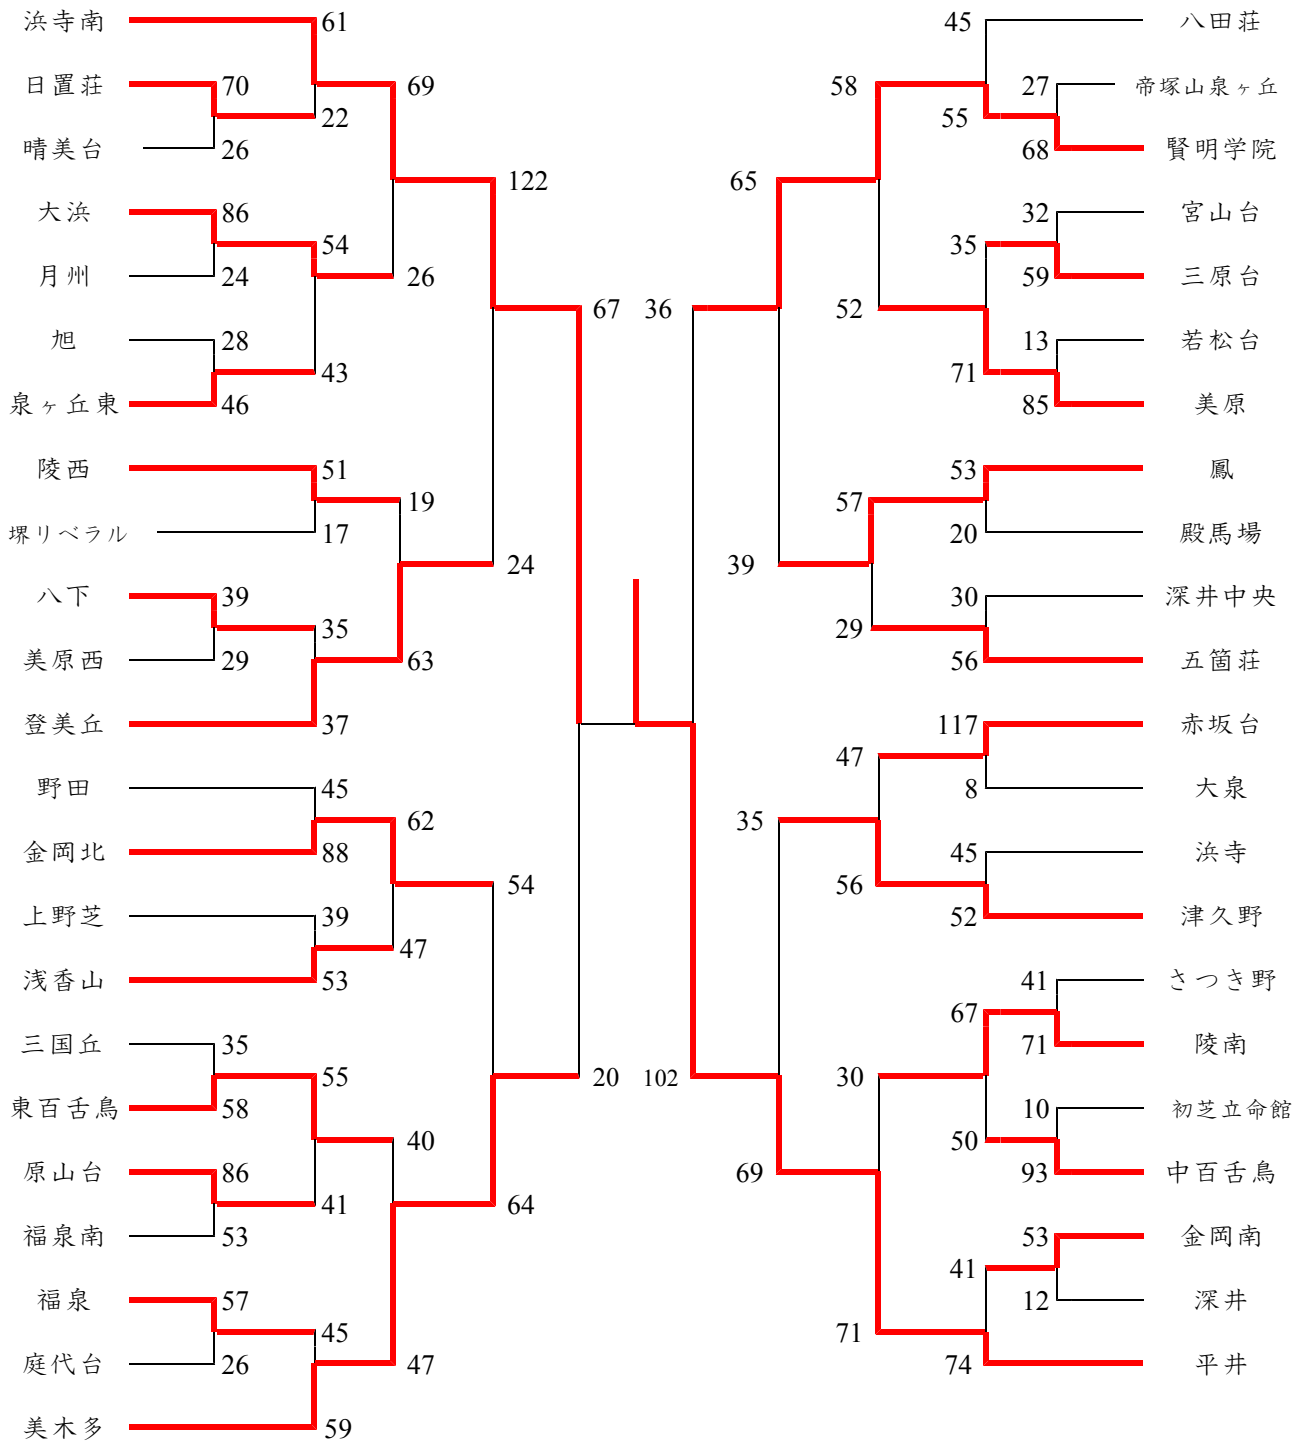 浜寺南 61 45 八田荘
日置荘 70 69 58 27 帝塚山泉ヶ丘
22 55
晴美台 26 68 賢明学院
122 65
大浜 86 32 宮山台
54 35
月州 24 26 59 三原台
67 36 52
旭 28 13 若松台
43 71
泉ヶ丘東 46 85 美原
陵西 51 53 鳳
19 57
堺リベラル 17 20 殿馬場
24 39
八下 39 30 深井中央
35 29
美原西 29 63 56 五箇荘
登美丘 37 117 赤坂台
47
野田 45 8 大泉
62 35
金岡北 88 45 浜寺
54 56
上野芝 39 52 津久野
47
浅香山 53 41 さつき野
67
三国丘 35 71 陵南
55 20 102 30
東百舌鳥 58 10 初芝立命館
40 50
原山台 86 69 93 中百舌鳥
41 64
福泉南 53 53 金岡南
41
福泉 57 12 深井
45 71
庭代台 26 47 74 平井
美木多 59